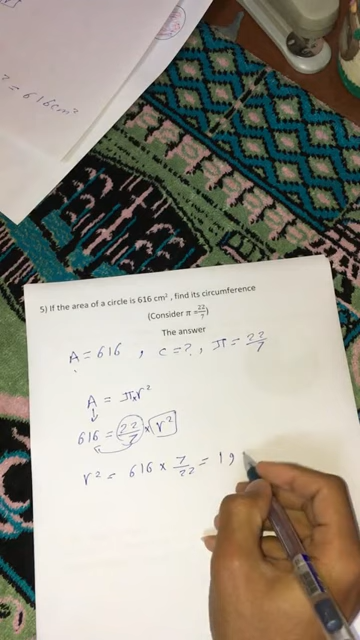 ² = 616 cm²
5) If the area of a circle is 616 cm² , find its circumference
(Consider π = 22/7)
The answer
A = 616 , c = ? , π = 22/7
A = πr²
616 = 22/7 × r²
r² = 616 × 7/22 = 19